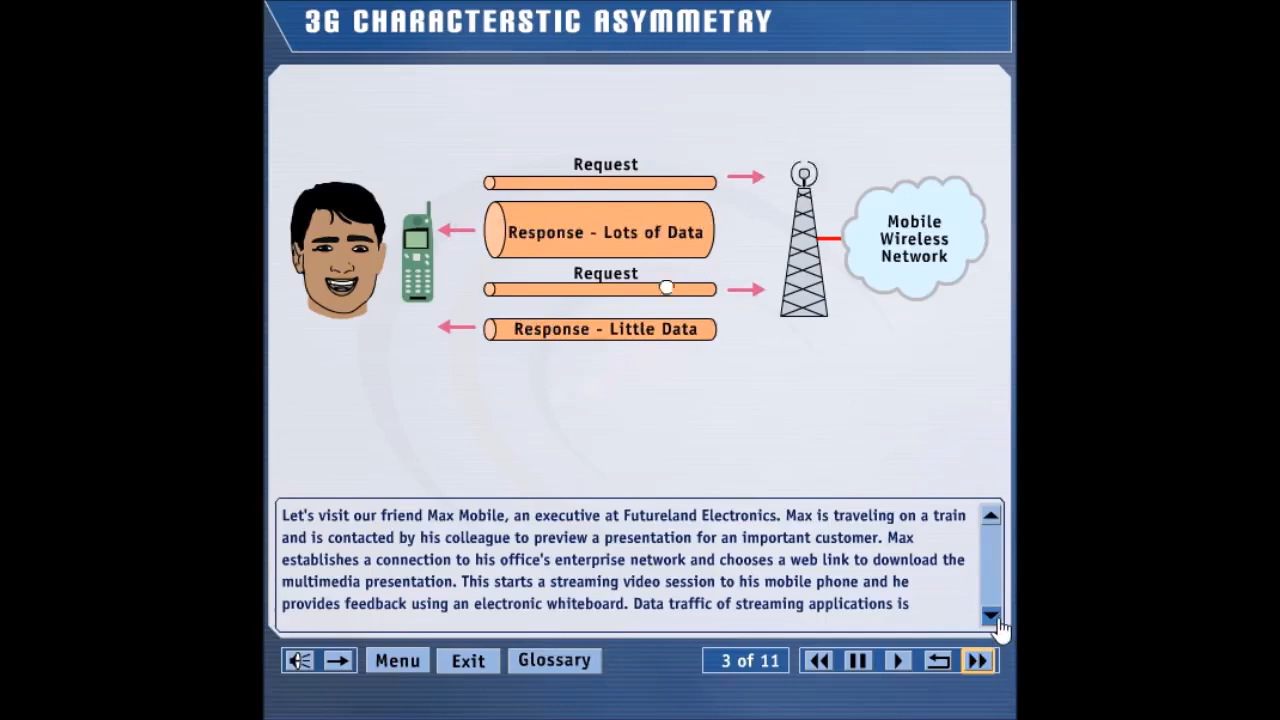 3G CHARACTERSTIC ASYMMETRY
Request
Response - Lots of Data
Request
Response - Little Data
Mobile
Wireless
Network
Let's visit our friend Max Mobile, an executive at Futureland Electronics. Max is traveling on a train
and is contacted by his colleague to preview a presentation for an important customer. Max
establishes a connection to his office's enterprise network and chooses a web link to download the
multimedia presentation. This starts a streaming video session to his mobile phone and he
provides feedback using an electronic whiteboard. Data traffic of streaming applications is
Menu
Exit
Glossary
3 of 11